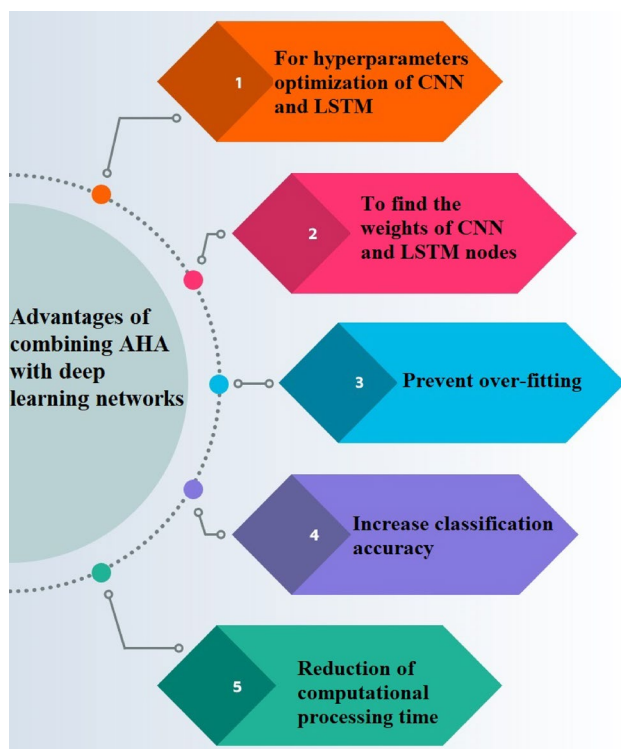 Advantages of
combining AHA
with deep
learning networks
1
For hyperparameters
optimization of CNN
and LSTM
2
To find the
weights of CNN
and LSTM nodes
3
Prevent over-fitting
4
Increase classification
accuracy
5
Reduction of
computational
processing time